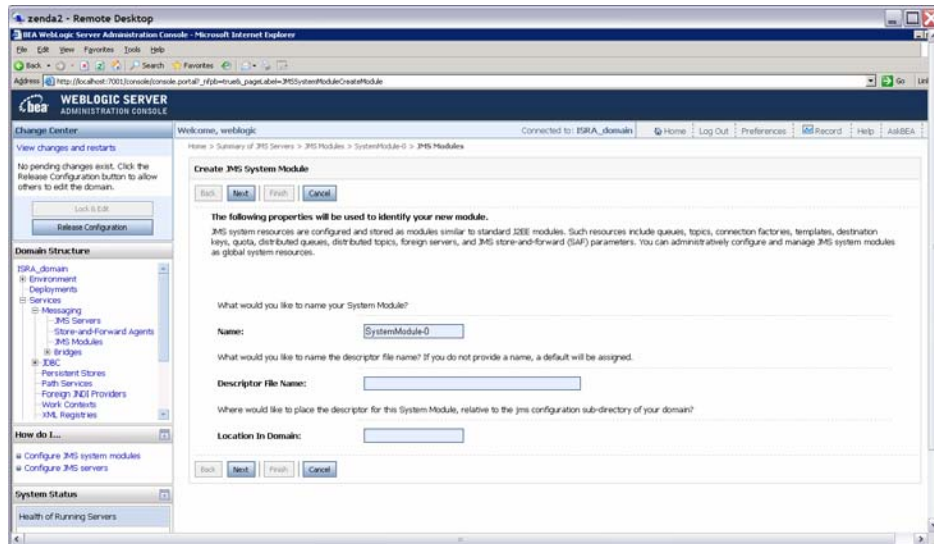 zenda2 - Remote Desktop
BEA WebLogic Server Administration Console - Microsoft Internet Explorer
File Edit View Favorites Tools Help
Back Search Favorites
Address http://localhost:7001/console/console.portal?_nfpb=true&_pageLabel=JMSSystemModuleCreateModule Go
bea WEBLOGIC SERVER
ADMINISTRATION CONSOLE
Change Center
View changes and restarts
No pending changes exist. Click the
Release Configuration button to allow
others to edit the domain.
Lock & Edit
Release Configuration
Domain Structure
ISRA_domain
Environment
Deployments
Services
Messaging
JMS Servers
Store-and-Forward Agents
JMS Modules
Bridges
JDBC
Persistent Stores
Path Services
Foreign JNDI Providers
Work Contexts
XML Registries
How do I...
Configure JMS system modules
Configure JMS servers
System Status
Health of Running Servers
Welcome, weblogic Connected to: ISRA_domain Home Log Out Preferences Record Help AskBEA
Home > Summary of JMS Servers > JMS Modules > SystemModule-0 > JMS Modules
Create JMS System Module
Back Next Finish Cancel
The following properties will be used to identify your new module.
JMS system resources are configured and stored as modules similar to standard J2EE modules. Such resources include queues, topics, connection factories, templates, destination
keys, quota, distributed queues, distributed topics, foreign servers, and JMS store-and-forward (SAF) parameters. You can administratively configure and manage JMS system modules
as global system resources.
What would you like to name your System Module?
Name: SystemModule-0
What would you like to name the descriptor file name? If you do not provide a name, a default will be assigned.
Descriptor File Name:
Where would like to place the descriptor for this System Module, relative to the jms configuration sub-directory of your domain?
Location In Domain:
Back Next Finish Cancel